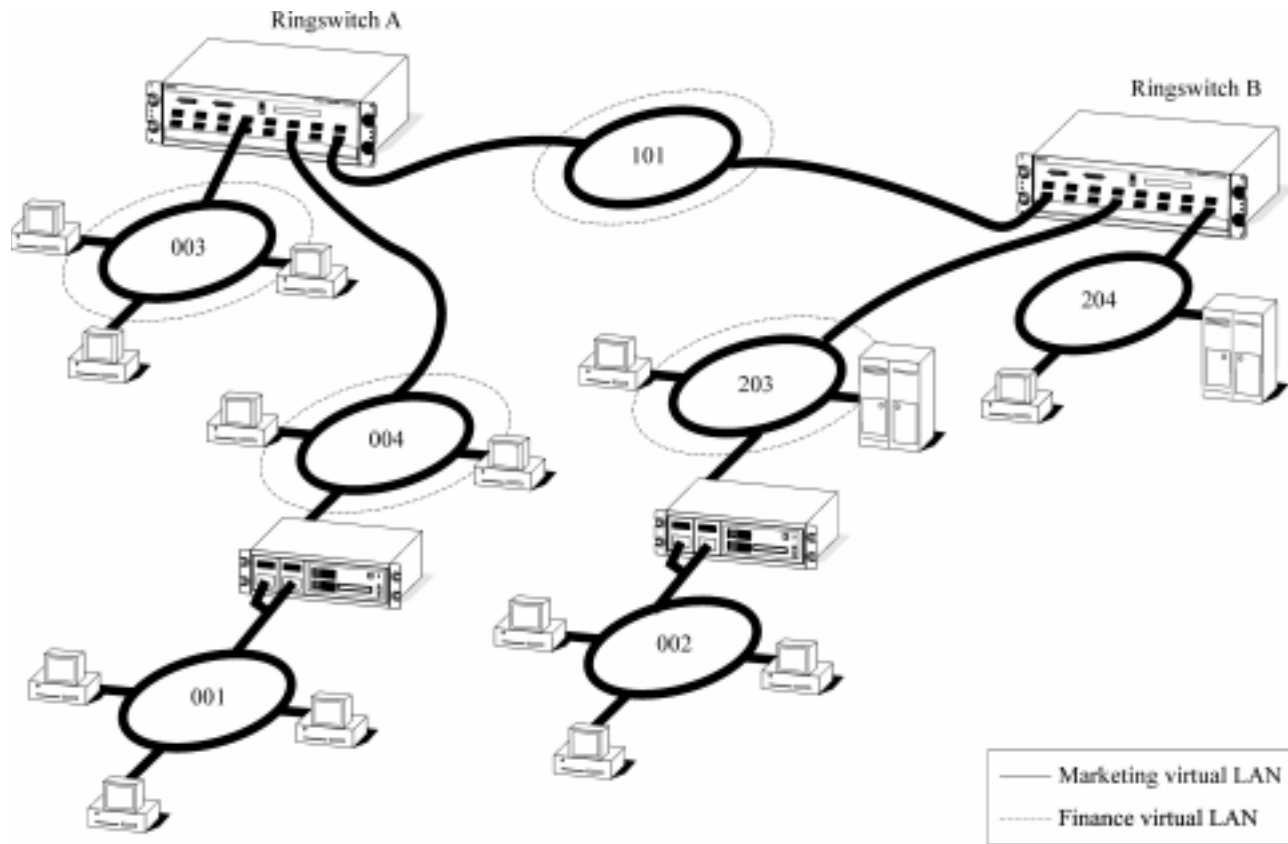 Ringswitch A
Ringswitch B
101
003
204
203
004
002
001
Marketing virtual LAN
Finance virtual LAN